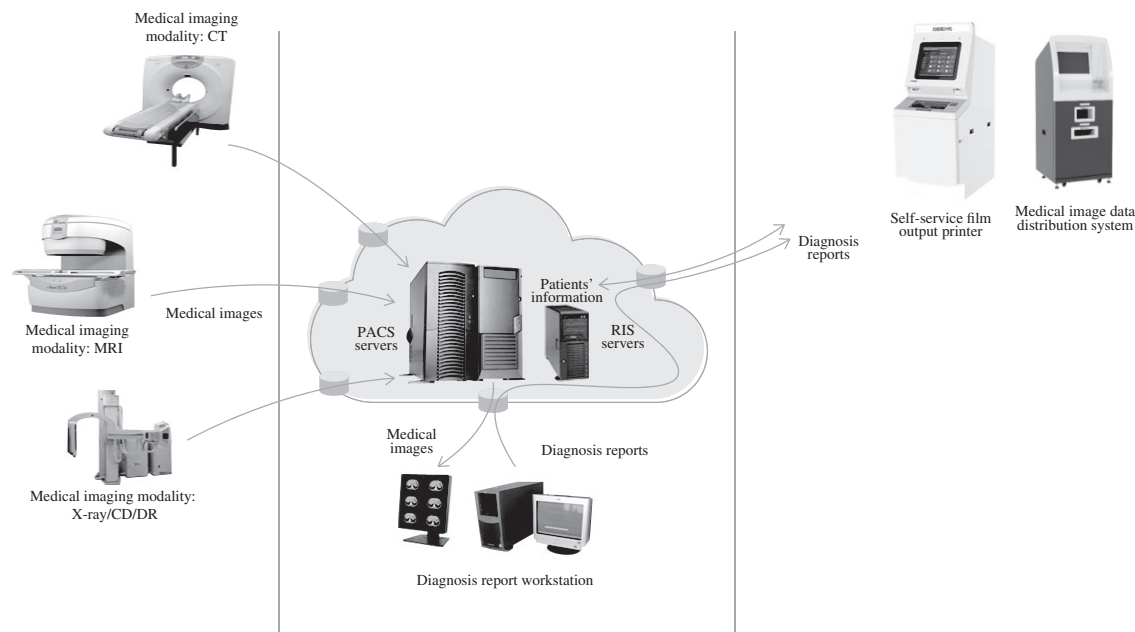 Medical imaging
modality: CT
Medical imaging
modality: MRI
Medical images
Medical imaging modality:
X-ray/CD/DR
PACS
servers
Patients'
information
RIS
servers
Medical
images
Diagnosis reports
Diagnosis report workstation
Diagnosis
reports
Self-service film
output printer
Medical image data
distribution system